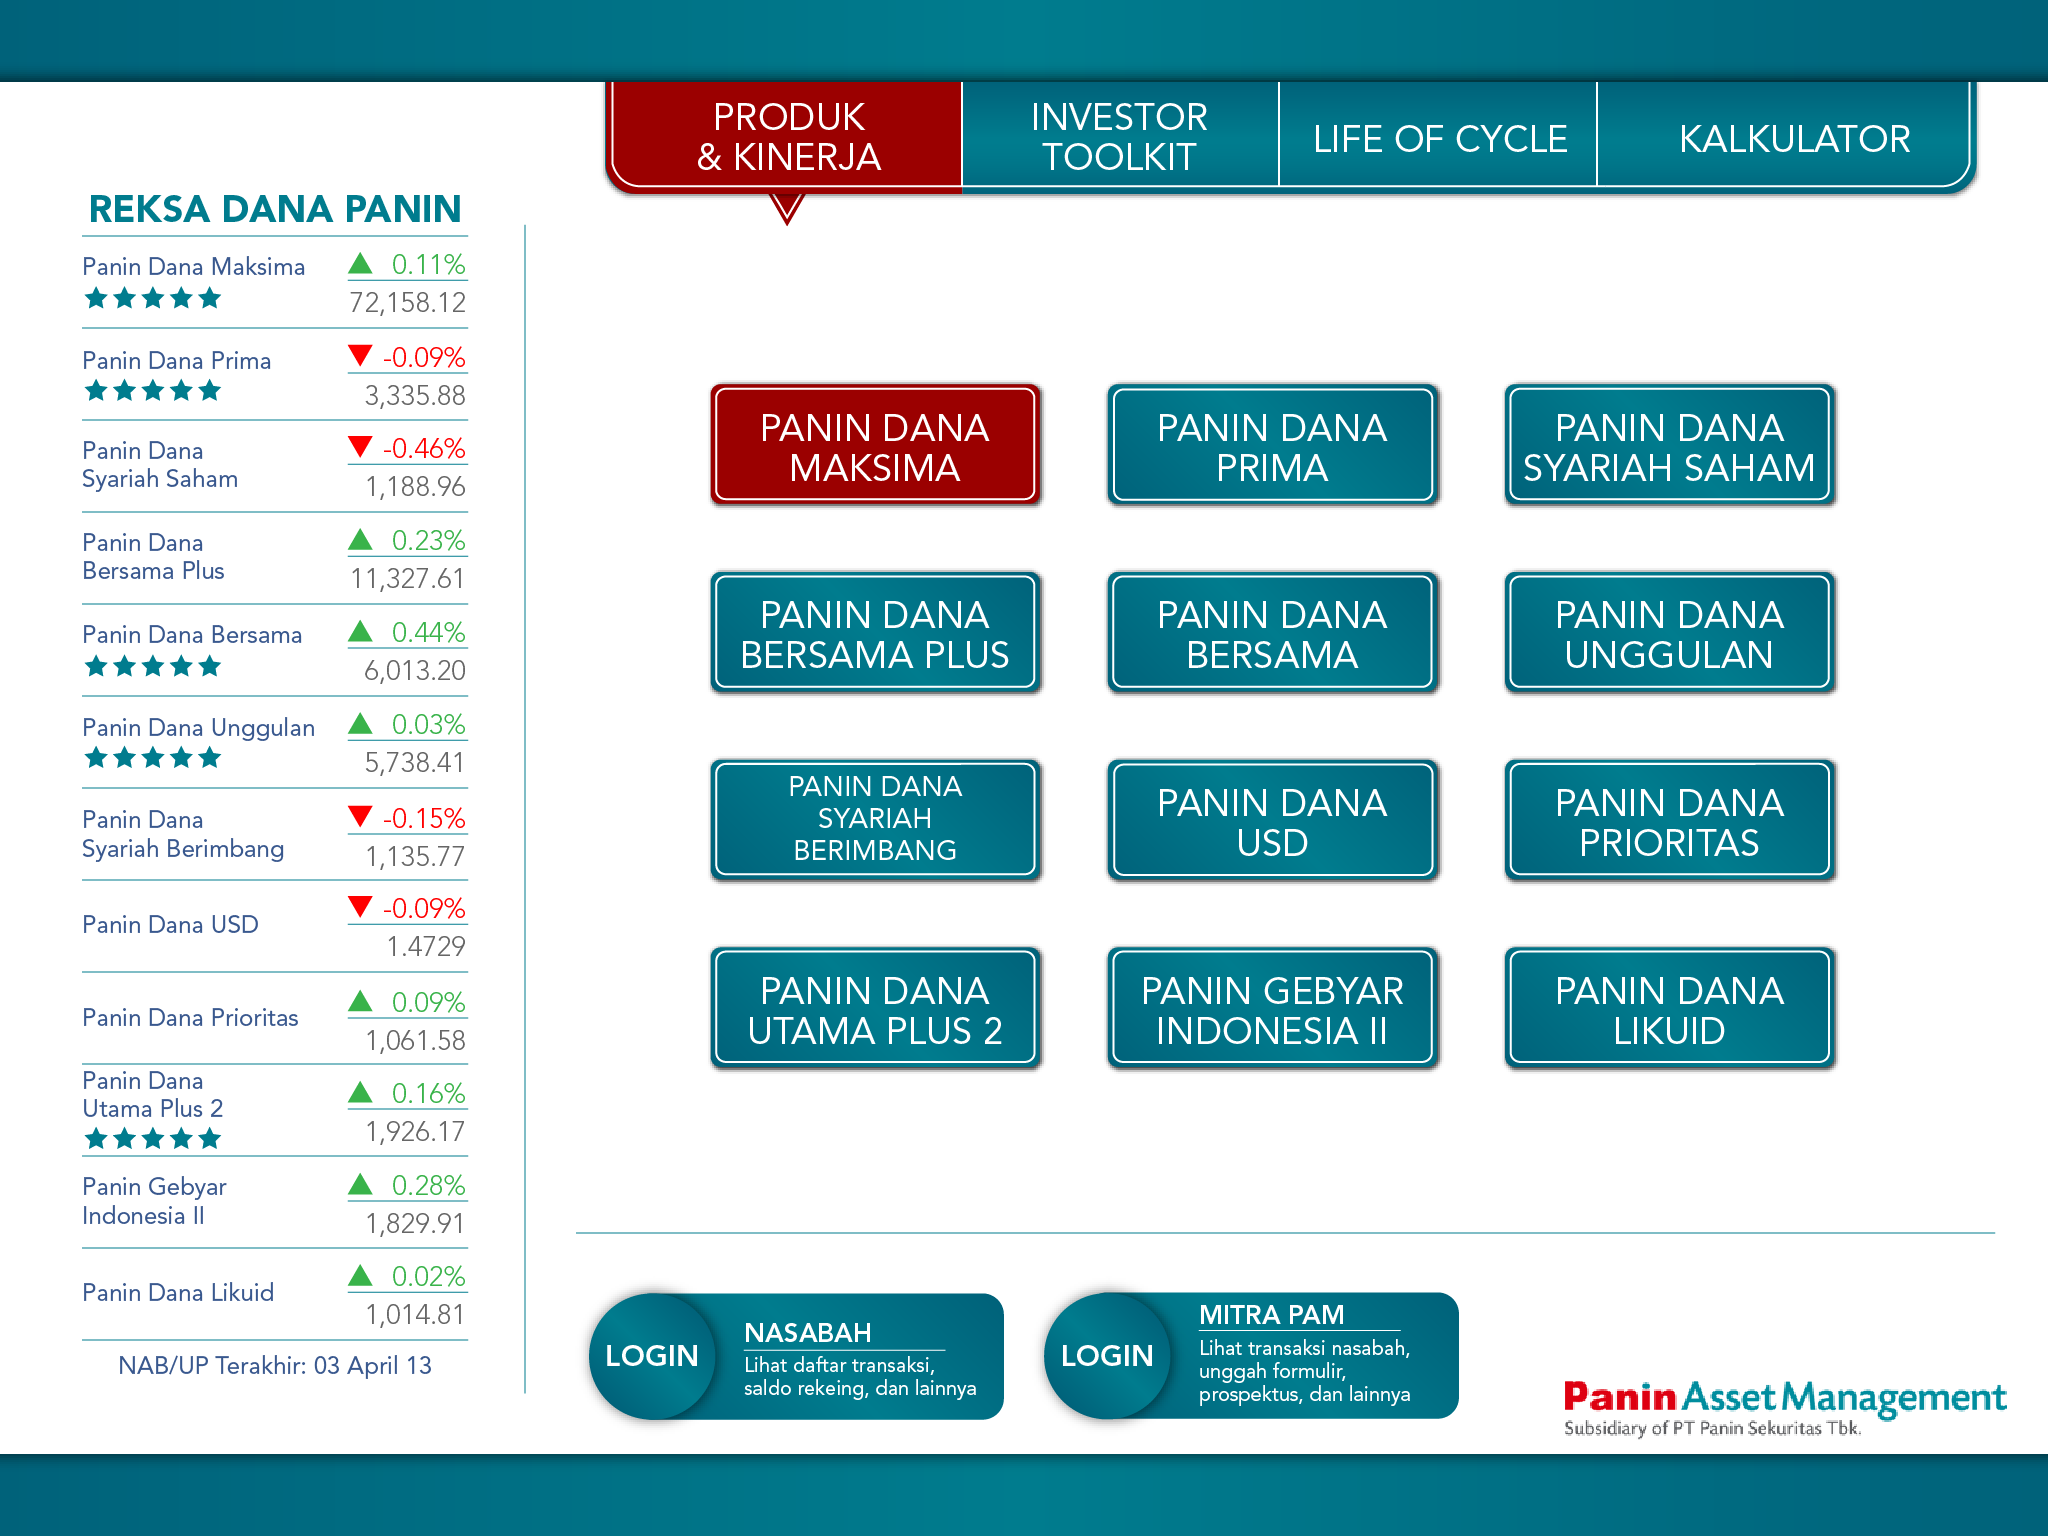 PRODUK
& KINERJA
INVESTOR
TOOLKIT
LIFE OF CYCLE
KALKULATOR
REKSA DANA PANIN
Panin Dana Maksima
0.11%
72,158.12
Panin Dana Prima
-0.09%
3,335.88
Panin Dana
Syariah Saham
-0.46%
1,188.96
Panin Dana
Bersama Plus
0.23%
11,327.61
Panin Dana Bersama
0.44%
6,013.20
Panin Dana Unggulan
0.03%
5,738.41
Panin Dana
Syariah Berimbang
-0.15%
1,135.77
Panin Dana USD
-0.09%
1.4729
Panin Dana Prioritas
0.09%
1,061.58
Panin Dana
Utama Plus 2
0.16%
1,926.17
Panin Gebyar
Indonesia II
0.28%
1,829.91
Panin Dana Likuid
0.02%
1,014.81
NAB/UP Terakhir: 03 April 13
PANIN DANA
MAKSIMA
PANIN DANA
PRIMA
PANIN DANA
SYARIAH SAHAM
PANIN DANA
BERSAMA PLUS
PANIN DANA
BERSAMA
PANIN DANA
UNGGULAN
PANIN DANA
SYARIAH
BERIMBANG
PANIN DANA
USD
PANIN DANA
PRIORITAS
PANIN DANA
UTAMA PLUS 2
PANIN GEBYAR
INDONESIA II
PANIN DANA
LIKUID
LOGIN
NASABAH
Lihat daftar transaksi,
saldo rekeing, dan lainnya
LOGIN
MITRA PAM
Lihat transaksi nasabah,
unggah formulir,
prospektus, dan lainnya
Panin Asset Management
Subsidiary of PT Panin Sekuritas Tbk.